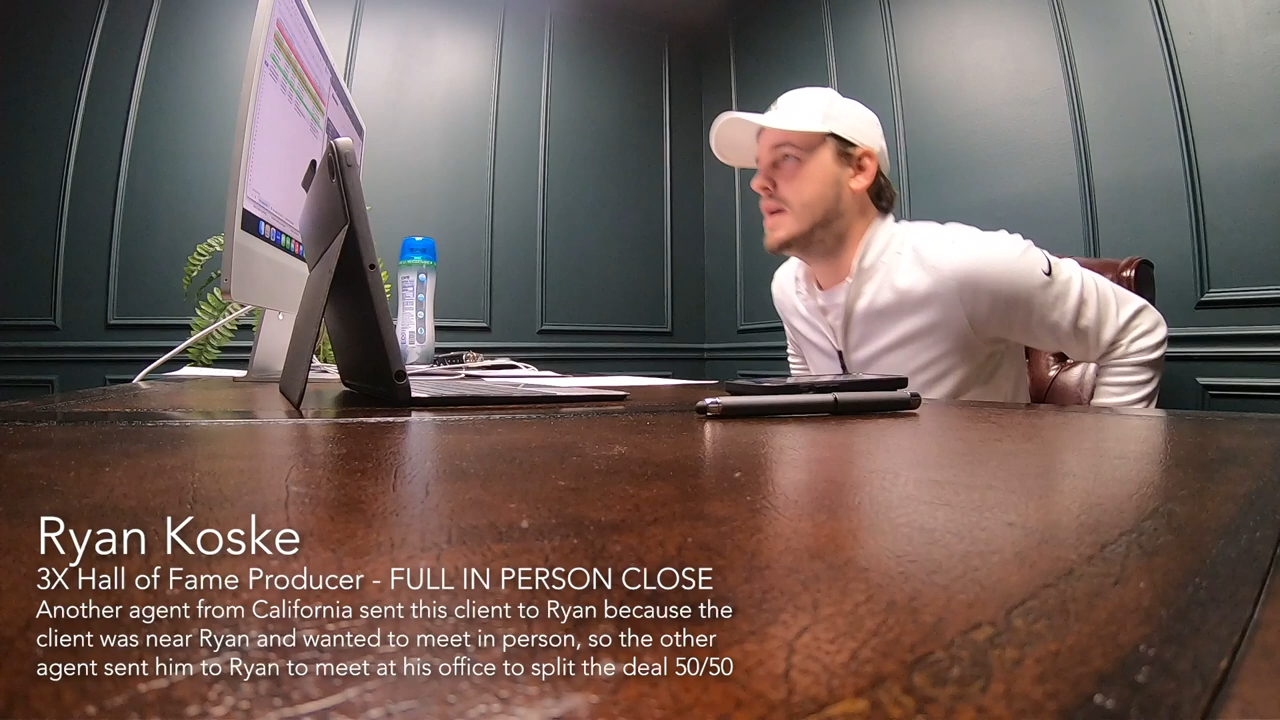 Ryan Koske
3X Hall of Fame Producer - FULL IN PERSON CLOSE
Another agent from California sent this client to Ryan because the
client was near Ryan and wanted to meet in person, so the other
agent sent him to Ryan to meet at his office to split the deal 50/50